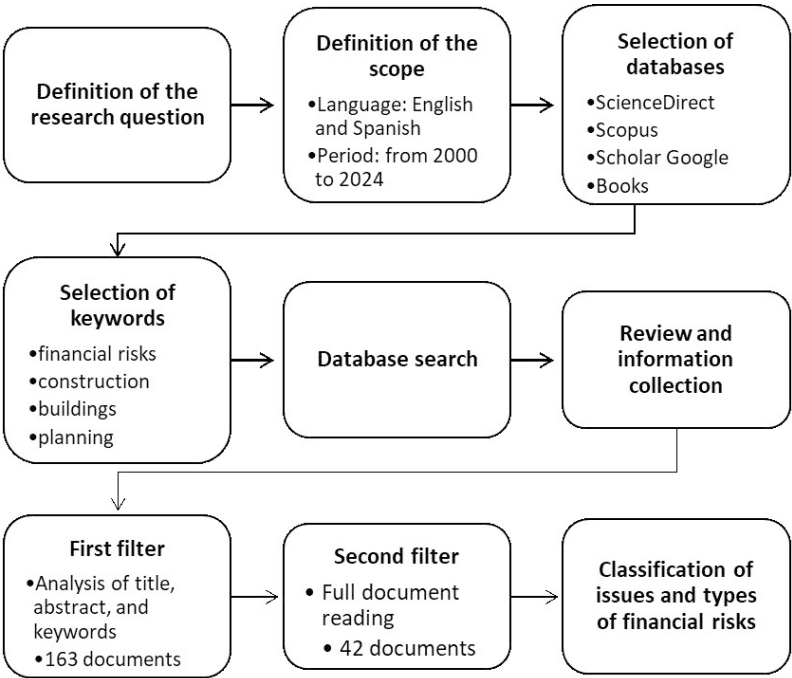 Definition of the
research question
Definition of the
scope
•Language: English
and Spanish
•Period: from 2000
to 2024
Selection of
databases
•ScienceDirect
•Scopus
•Scholar Google
•Books
Selection of
keywords
•financial risks
•construction
•buildings
•planning
Database search
Review and
information
collection
First filter
•Analysis of title,
abstract, and
keywords
•163 documents
Second filter
• Full document
reading
• 42 documents
Classification of
issues and types
of financial risks